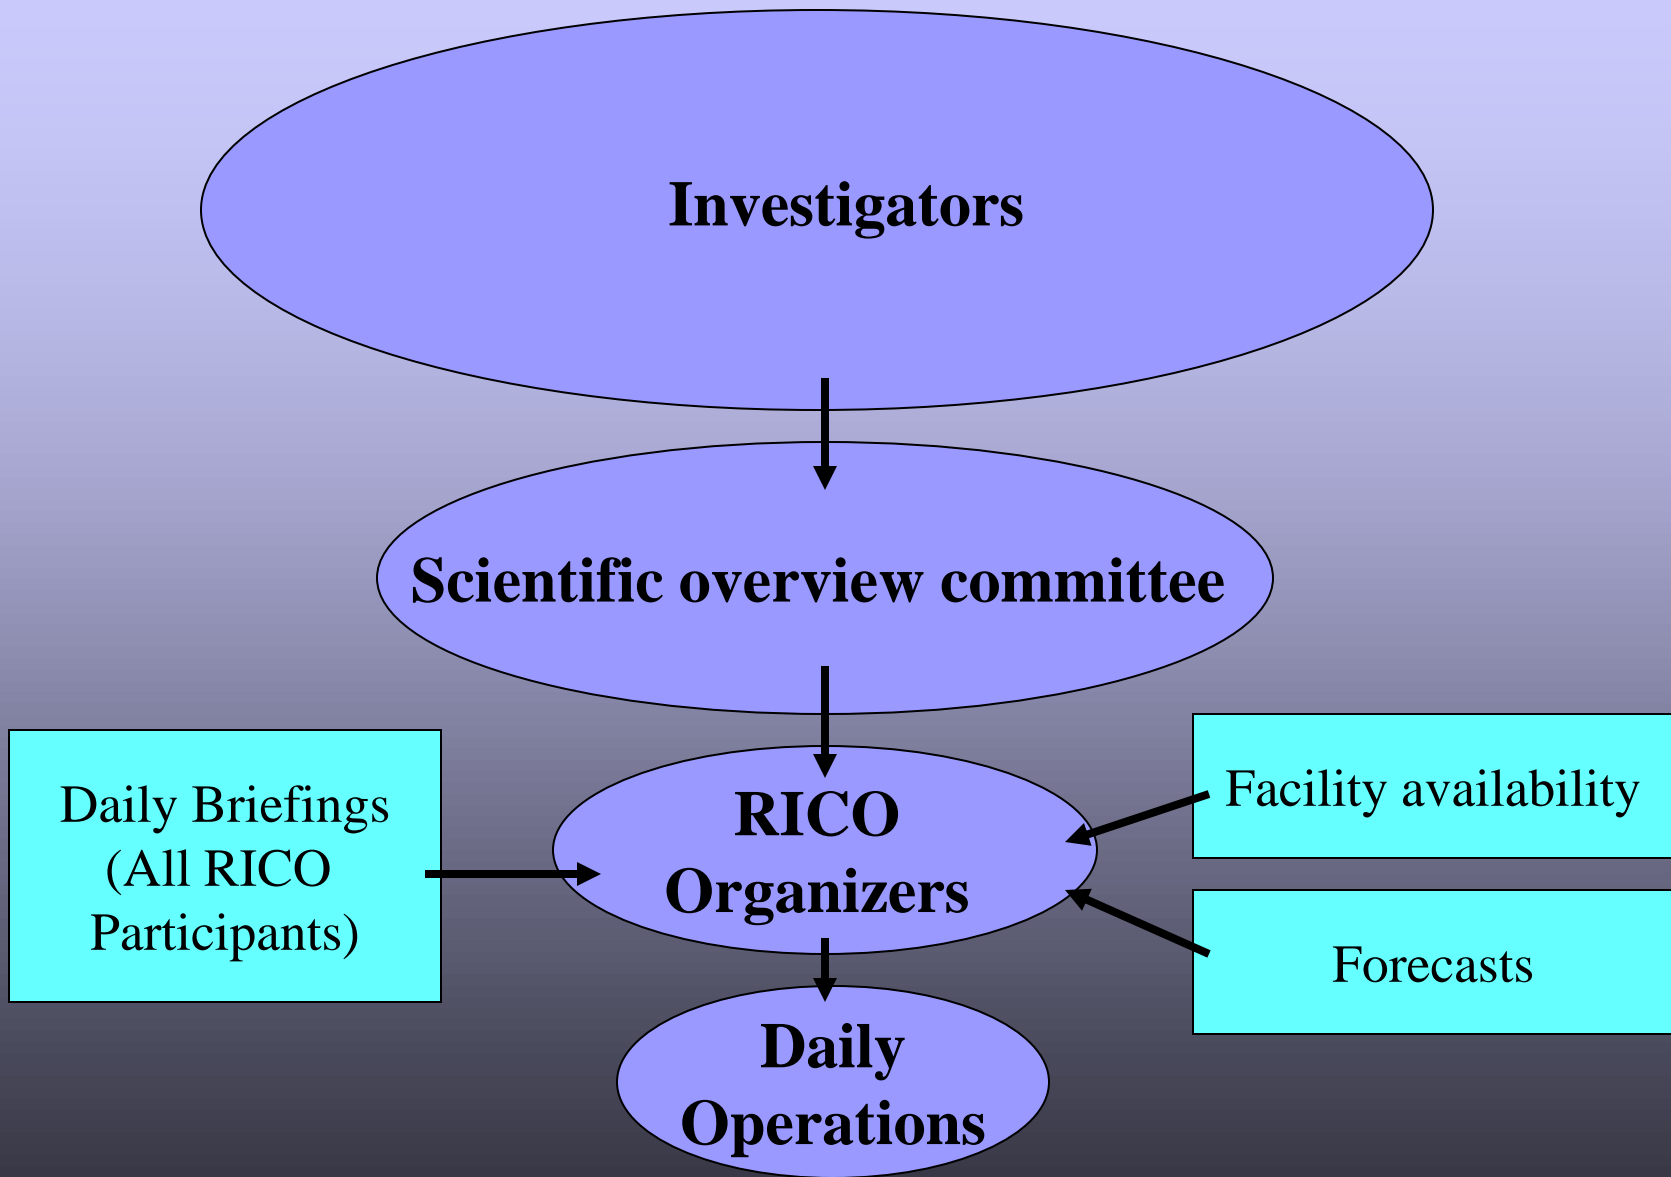 Investigators
Scientific overview committee
Daily Briefings
(All RICO
Participants)
RICO
Organizers
Facility availability
Forecasts
Daily
Operations